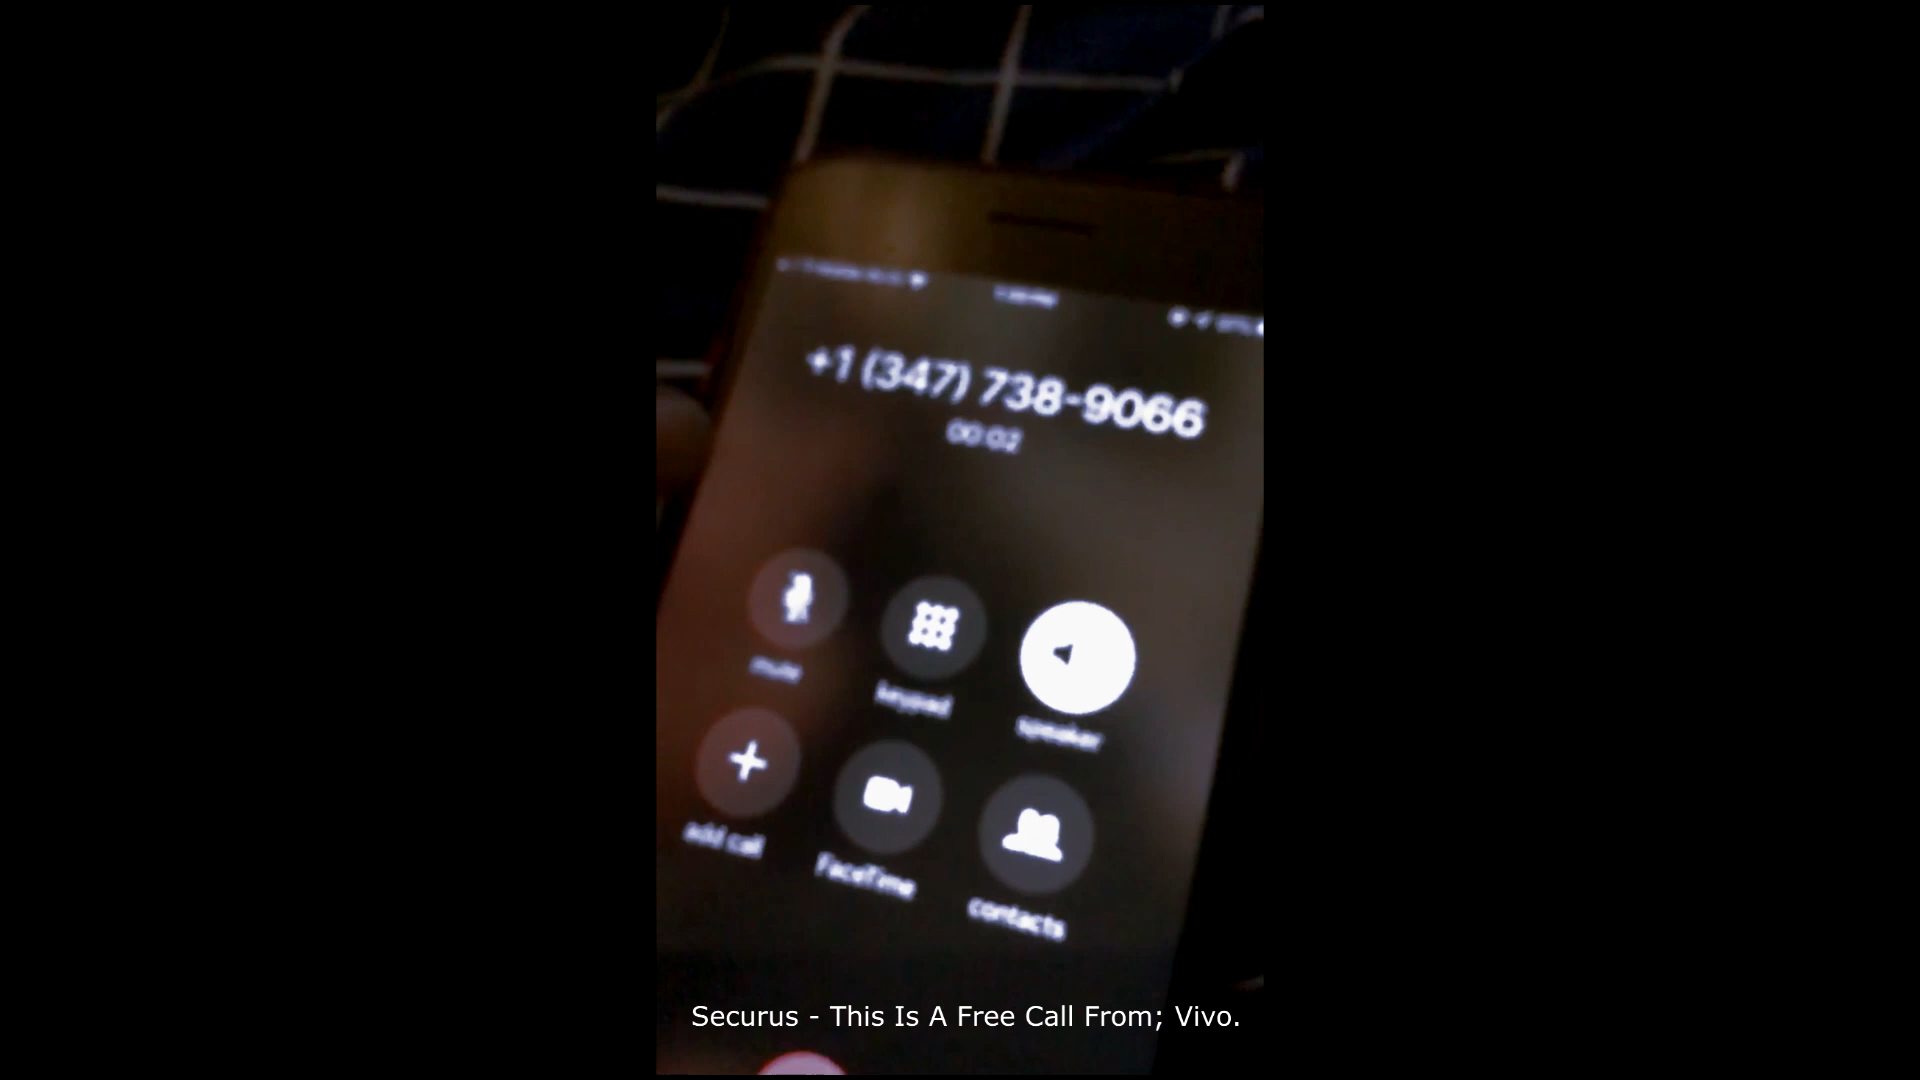 +1 (347) 738-9066
00:02
mute
keypad
speaker
add call
FaceTime
contacts
Securus - This Is A Free Call From; Vivo.